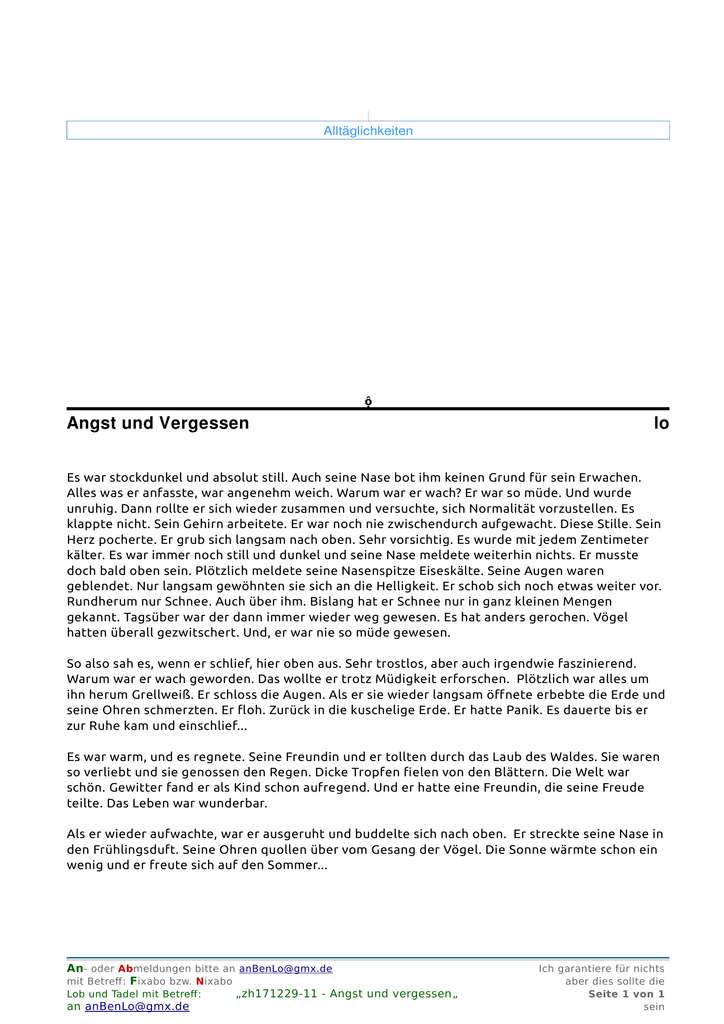 Alltäglichkeiten
Angst und Vergessen lo
Es war stockdunkel und absolut still. Auch seine Nase bot ihm keinen Grund für sein Erwachen.
Alles was er anfasste, war angenehm weich. Warum war er wach? Er war so müde. Und wurde
unruhig. Dann rollte er sich wieder zusammen und versuchte, sich Normalität vorzustellen. Es
klappte nicht. Sein Gehirn arbeitete. Er war noch nie zwischendurch aufgewacht. Diese Stille. Sein
Herz pocherte. Er grub sich langsam nach oben. Sehr vorsichtig. Es wurde mit jedem Zentimeter
kälter. Es war immer noch still und dunkel und seine Nase meldete weiterhin nichts. Er musste
doch bald oben sein. Plötzlich meldete seine Nasenspitze Eiseskälte. Seine Augen waren
geblendet. Nur langsam gewöhnten sie sich an die Helligkeit. Er schob sich noch etwas weiter vor.
Rundherum nur Schnee. Auch über ihm. Bislang hat er Schnee nur in ganz kleinen Mengen
gekannt. Tagsüber war der dann immer wieder weg gewesen. Es hat anders gerochen. Vögel
hatten überall gezwitschert. Und, er war nie so müde gewesen.
So also sah es, wenn er schlief, hier oben aus. Sehr trostlos, aber auch irgendwie faszinierend.
Warum war er wach geworden. Das wollte er trotz Müdigkeit erforschen.  Plötzlich war alles um
ihn herum Grellweiß. Er schloss die Augen. Als er sie wieder langsam öffnete erbebte die Erde und
seine Ohren schmerzten. Er floh. Zurück in die kuschelige Erde. Er hatte Panik. Es dauerte bis er
zur Ruhe kam und einschlief...
Es war warm, und es regnete. Seine Freundin und er tollten durch das Laub des Waldes. Sie waren
so verliebt und sie genossen den Regen. Dicke Tropfen fielen von den Blättern. Die Welt war
schön. Gewitter fand er als Kind schon aufregend. Und er hatte eine Freundin, die seine Freude
teilte. Das Leben war wunderbar.
Als er wieder aufwachte, war er ausgeruht und buddelte sich nach oben.  Er streckte seine Nase in
den Frühlingsduft. Seine Ohren quollen über vom Gesang der Vögel. Die Sonne wärmte schon ein
wenig und er freute sich auf den Sommer...
An- oder Abmeldungen bitte an anBenLo@gmx.de Ich garantiere für nichts
mit Betreff: Fixabo bzw. Nixabo aber dies sollte die
Lob und Tadel mit Betreff: „zh171229-11 - Angst und vergessen„ Seite 1 von 1
an anBenLo@gmx.de sein